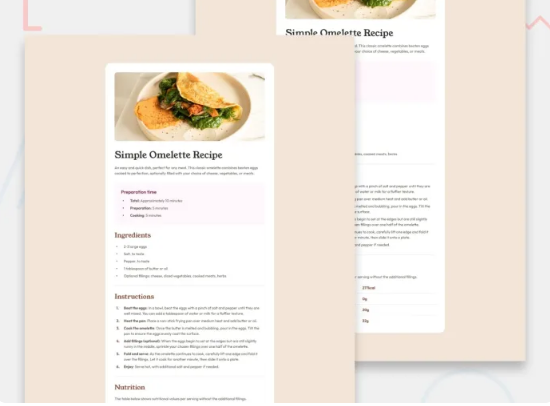 Simple Omelette Recipe
An easy and quick dish, perfect for any meal. This classic omelette combines beaten eggs
cooked to perfection, optionally filled with your choice of cheese, vegetables, or meats.
Preparation time
• Total: Approximately 10 minutes
• Preparation: 5 minutes
• Cooking: 5 minutes
Ingredients
• 2-3 large eggs
• Salt, to taste
• Pepper, to taste
• 1 tablespoon of butter or oil
• Optional fillings: cheese, diced vegetables, cooked meats, herbs
Instructions
1. Beat the eggs: In a bowl, beat the eggs with a pinch of salt and pepper until they are
well mixed. You can add a tablespoon of water or milk for a fluffier texture.
2. Heat the pan: Place a non-stick frying pan over medium heat and add butter or oil.
3. Cook the omelette: Once the butter is melted and bubbling, pour in the eggs. Tilt the
pan to ensure the eggs evenly coat the surface.
4. Add fillings (optional): When the eggs begin to set at the edges but are still slightly
runny in the middle, sprinkle your chosen fillings over one half of the omelette.
5. Fold and serve: As the omelette continues to cook, carefully lift one edge and fold it
over the fillings. Let it cook for another minute, then slide it onto a plate.
6. Enjoy: Serve hot, with additional salt and pepper if needed.
Nutrition
The table below shows nutritional values per serving without the additional fillings.
Simple Omelette Recipe
277kcal
0g
20g
22g